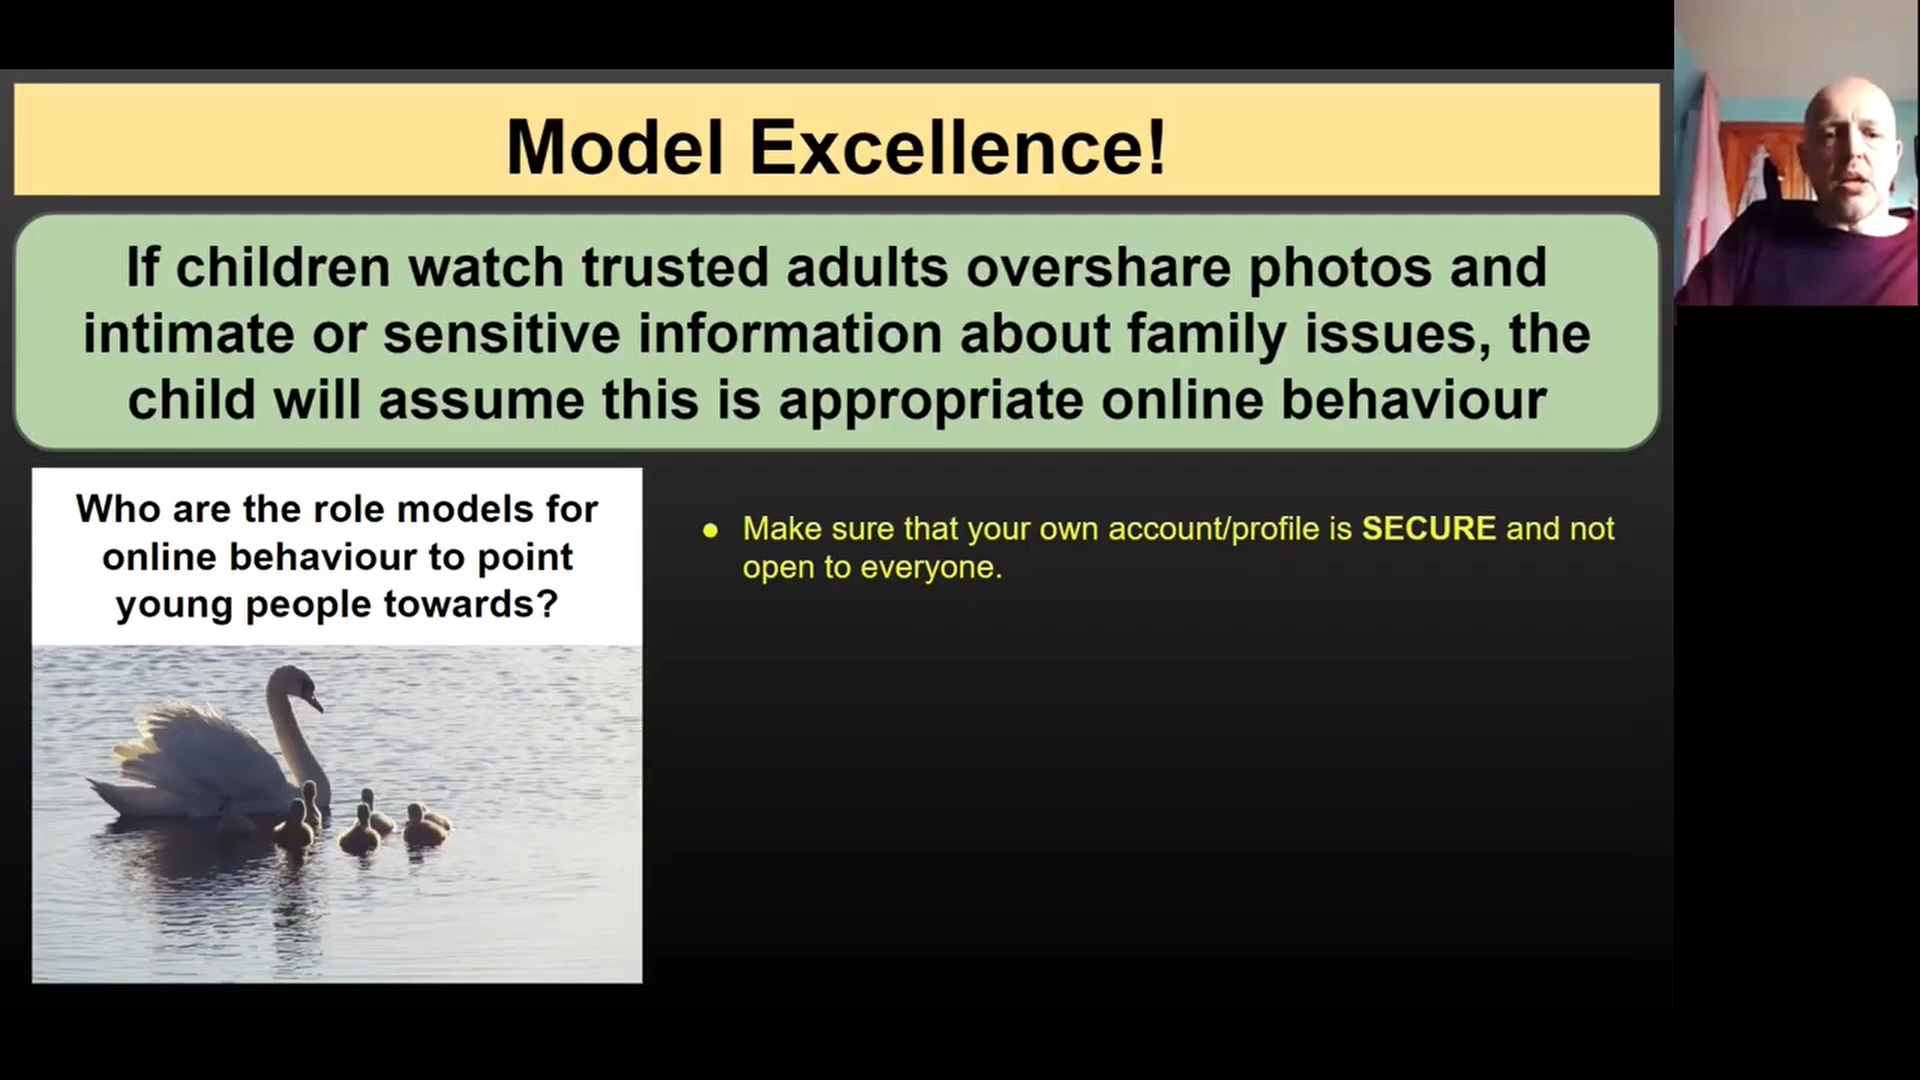 Model Excellence!
If children watch trusted adults overshare photos and
intimate or sensitive information about family issues, the
child will assume this is appropriate online behaviour
Who are the role models for
online behaviour to point
young people towards?
● Make sure that your own account/profile is SECURE and not
open to everyone.